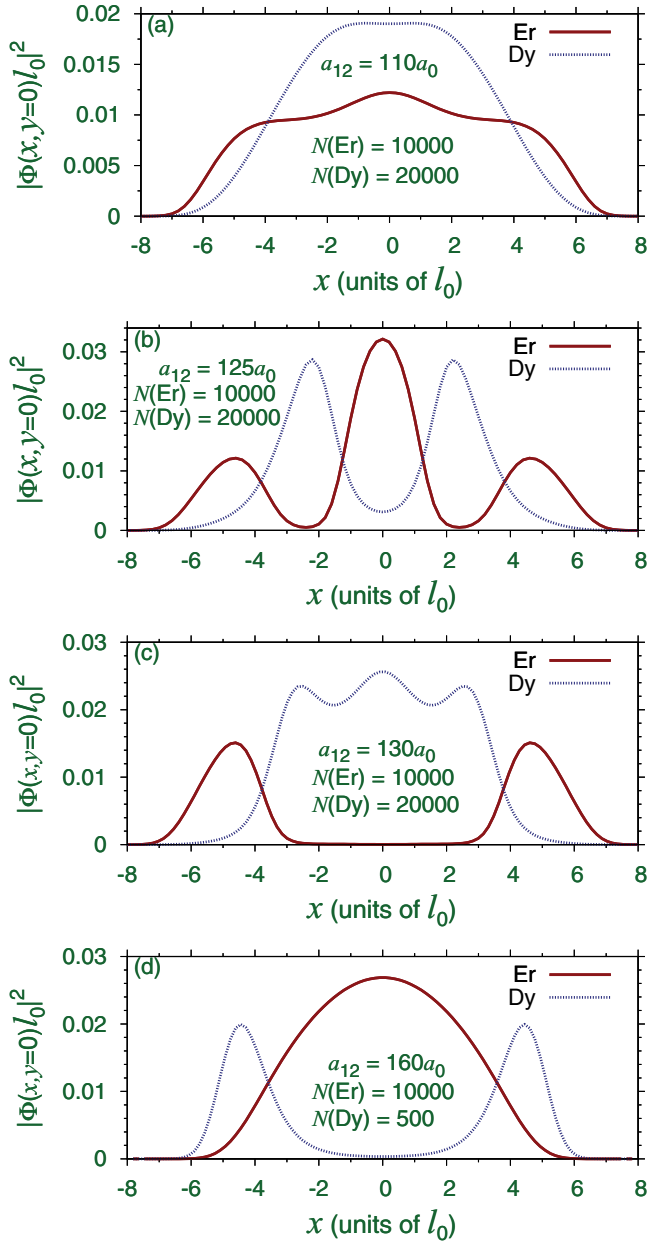 (a)
Er
Dy
a₁₂ = 110a₀
N(Er) = 10000
N(Dy) = 20000
|Φ(x,y=0)l₀|²
0.02
0.015
0.01
0.005
0
-8 -6 -4 -2 0 2 4 6 8
x (units of l₀)
(b)
Er
Dy
a₁₂ = 125a₀
N(Er) = 10000
N(Dy) = 20000
|Φ(x,y=0)l₀|²
0.03
0.02
0.01
0
-8 -6 -4 -2 0 2 4 6 8
x (units of l₀)
(c)
Er
Dy
a₁₂ = 130a₀
N(Er) = 10000
N(Dy) = 20000
|Φ(x,y=0)l₀|²
0.03
0.02
0.01
0
-8 -6 -4 -2 0 2 4 6 8
x (units of l₀)
(d)
Er
Dy
a₁₂ = 160a₀
N(Er) = 10000
N(Dy) = 500
|Φ(x,y=0)l₀|²
0.03
0.02
0.01
0
-8 -6 -4 -2 0 2 4 6 8
x (units of l₀)